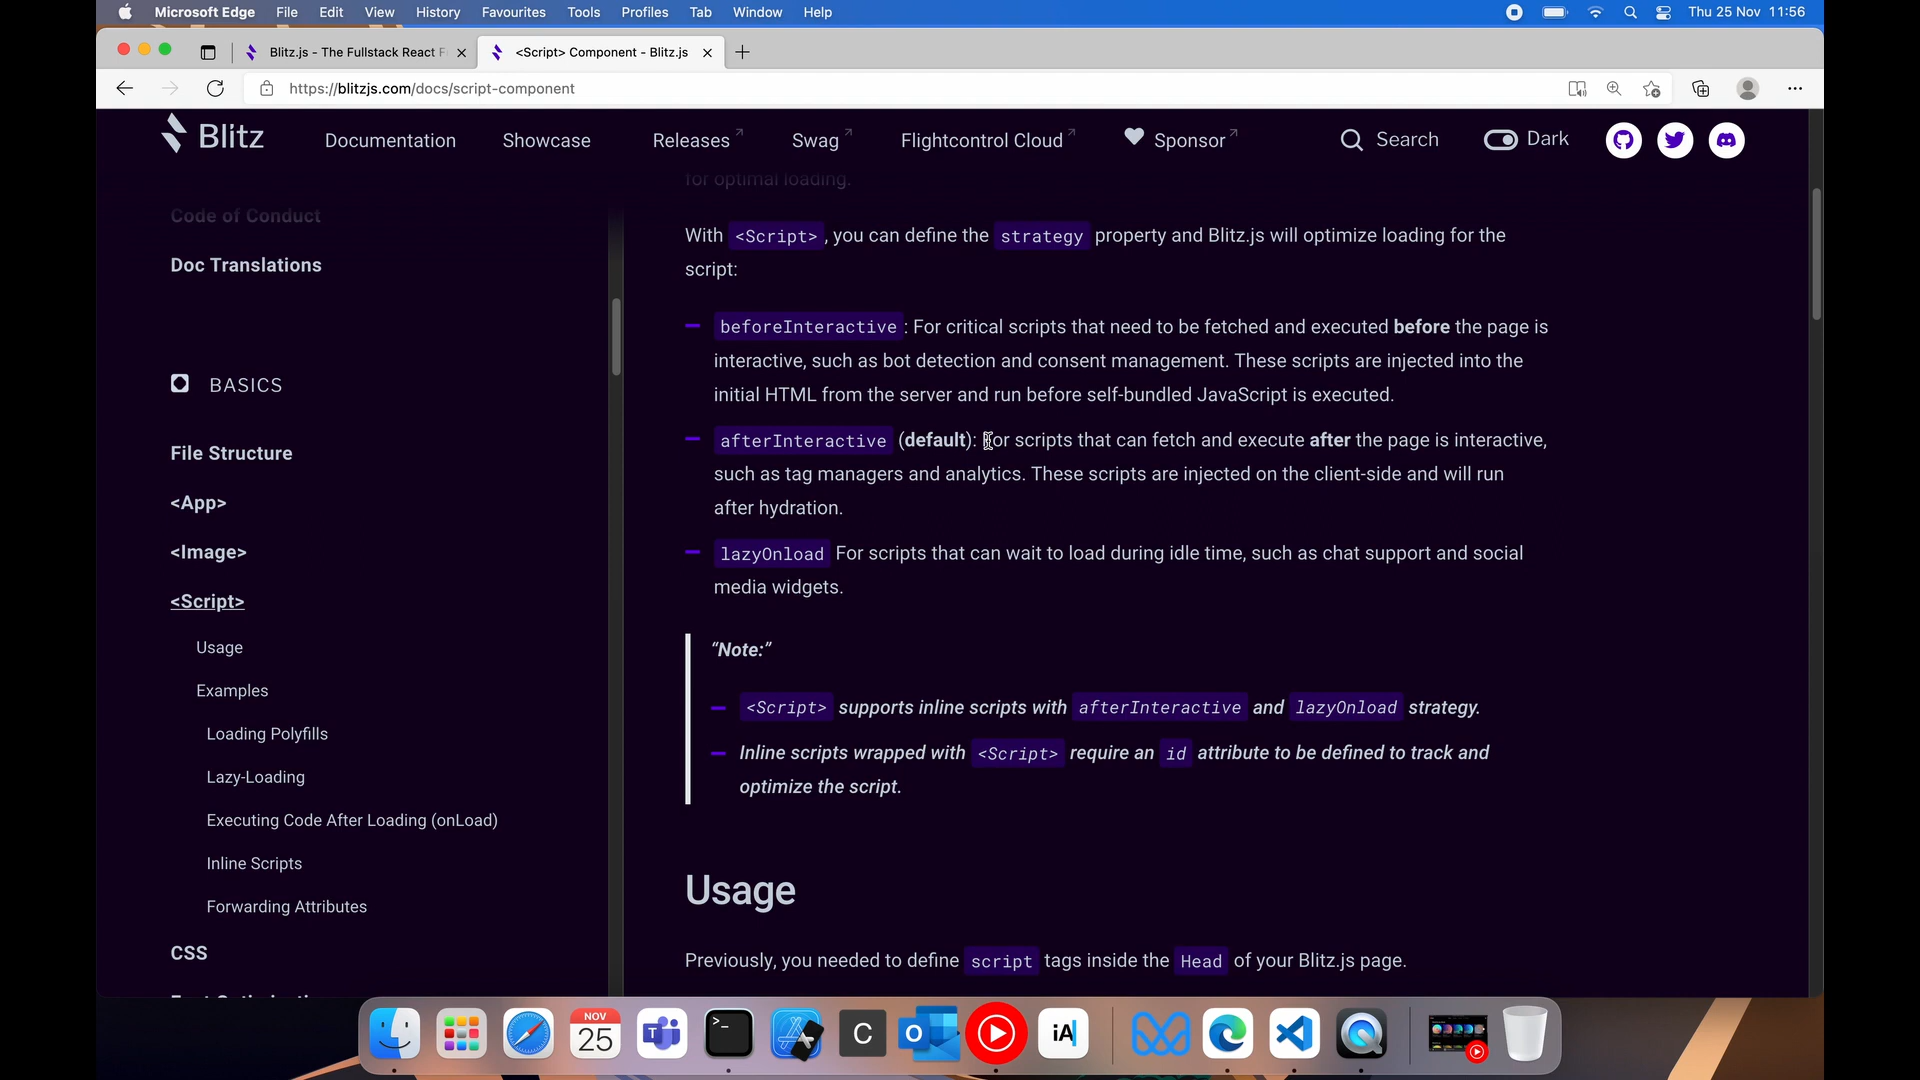 Microsoft Edge File Edit View History Favourites Tools Profiles Tab Window Help Thu 25 Nov 11:56
Blitz.js - The Fullstack React F
<Script> Component - Blitz.js
https://blitzjs.com/docs/script-component
Blitz Documentation Showcase Releases Swag Flightcontrol Cloud Sponsor Search Dark
Code of Conduct
Doc Translations
BASICS
File Structure
<App>
<Image>
<Script>
Usage
Examples
Loading Polyfills
Lazy-Loading
Executing Code After Loading (onLoad)
Inline Scripts
Forwarding Attributes
CSS
for optimal loading.
With <Script>, you can define the strategy property and Blitz.js will optimize loading for the
script:
beforeInteractive: For critical scripts that need to be fetched and executed before the page is
interactive, such as bot detection and consent management. These scripts are injected into the
initial HTML from the server and run before self-bundled JavaScript is executed.
afterInteractive (default): For scripts that can fetch and execute after the page is interactive,
such as tag managers and analytics. These scripts are injected on the client-side and will run
after hydration.
lazyOnload For scripts that can wait to load during idle time, such as chat support and social
media widgets.
“Note:”
<Script> supports inline scripts with afterInteractive and lazyOnload strategy.
Inline scripts wrapped with <Script> require an id attribute to be defined to track and
optimize the script.
Usage
Previously, you needed to define script tags inside the Head of your Blitz.js page.
NOV
25
C
iA